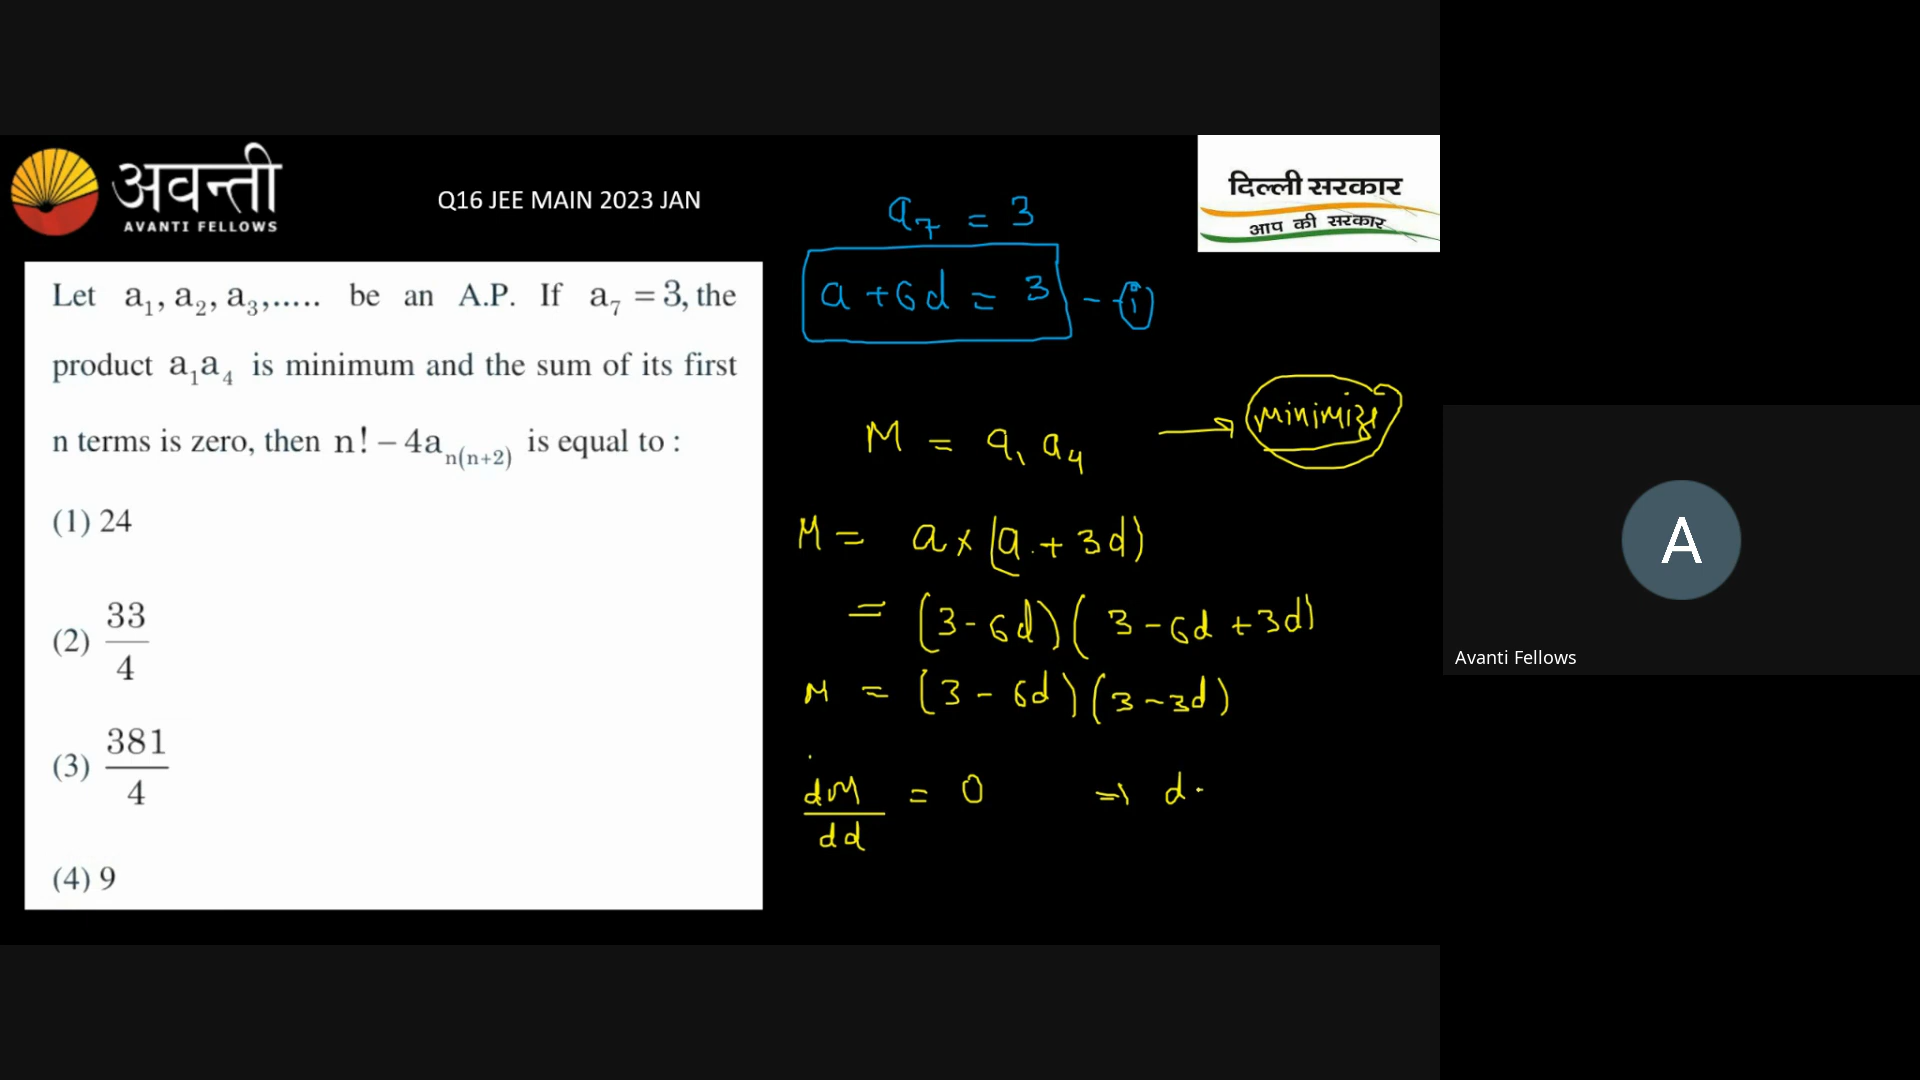 अवन्ती
AVANTI FELLOWS
Q16 JEE MAIN 2023 JAN
दिल्ली सरकार
आप की सरकार
Let a₁, a₂, a₃,..... be an A.P. If a₇ = 3, the
product a₁a₄ is minimum and the sum of its first
n terms is zero, then n! – 4aₙ₍ₙ₊₂₎ is equal to :
(1) 24
(2) 33/4
(3) 381/4
(4) 9
a₇ = 3
a + 6d = 3 – (i)
M = a₁ a₄ → minimize
M = a × (a + 3d)
= (3 - 6d) (3 - 6d + 3d)
M = (3 - 6d) (3 - 3d)
dM/dd = 0 ⇒ d
A
Avanti Fellows